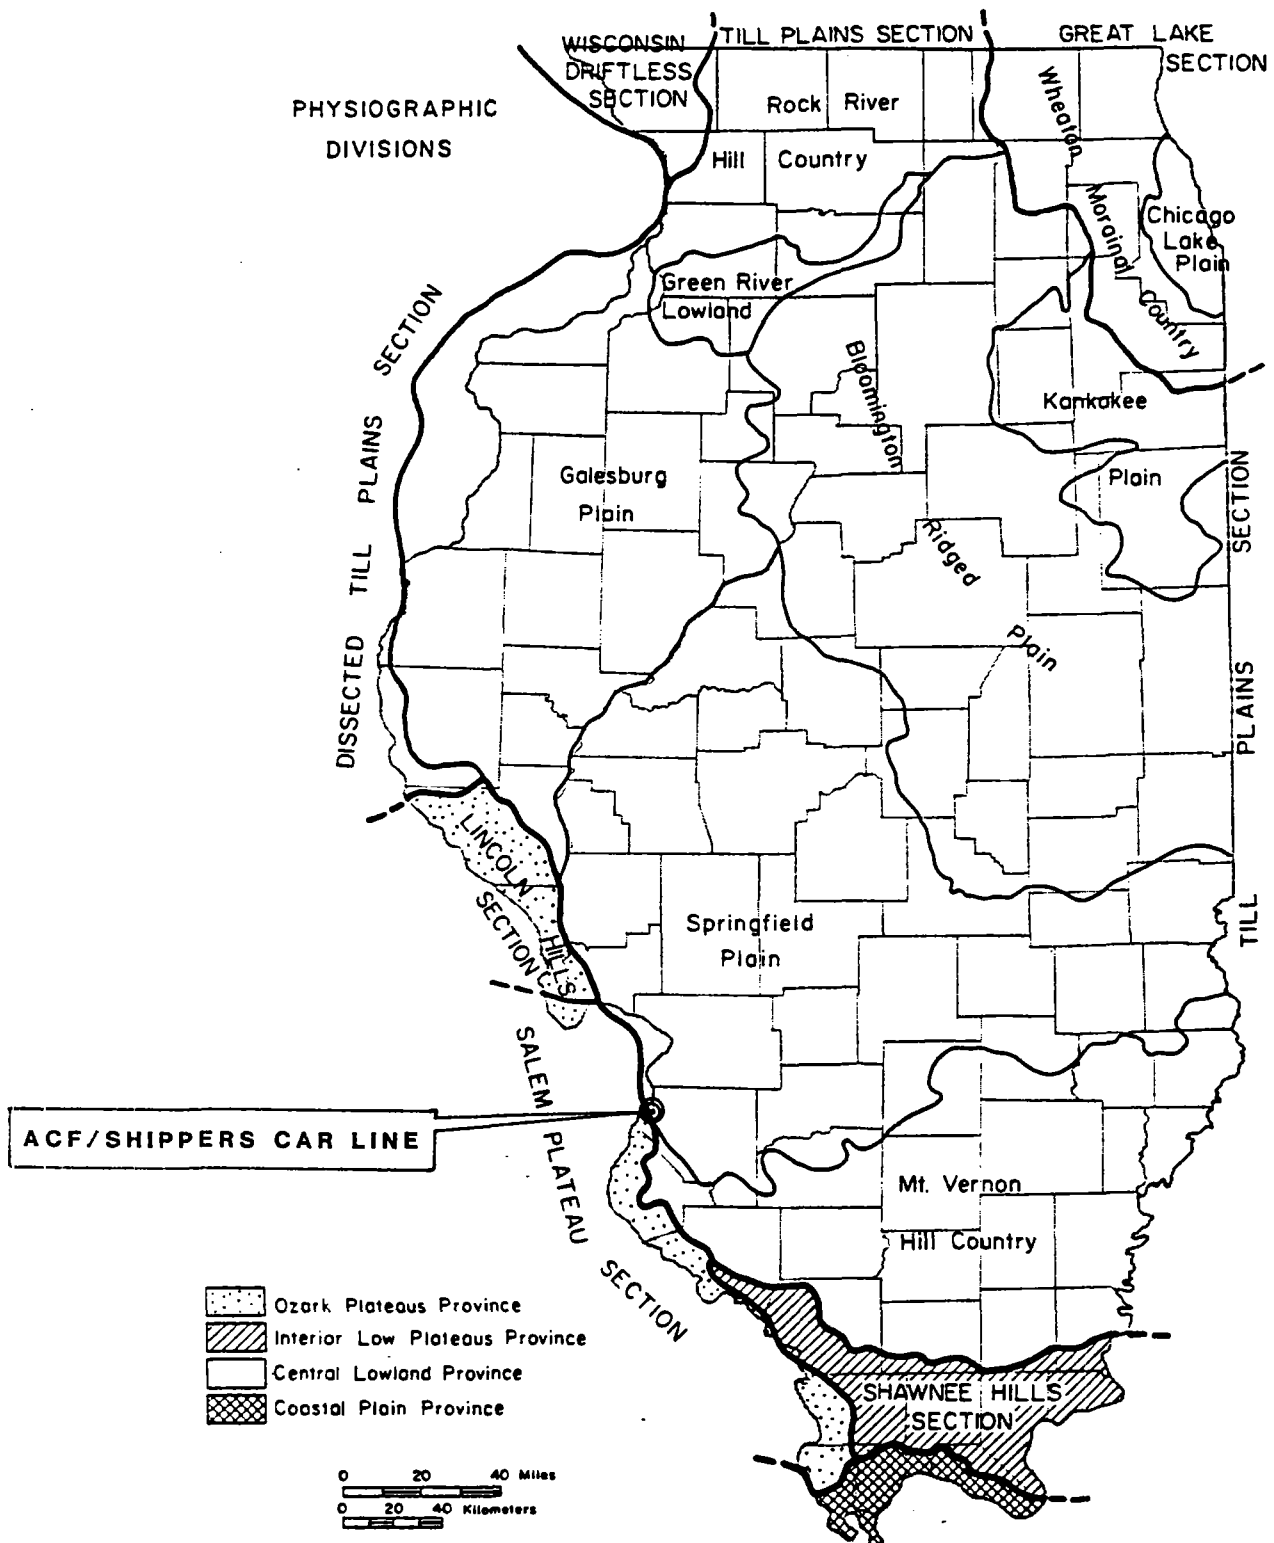 WISCONSIN
DRIFTLESS
SECTION
TILL PLAINS SECTION
GREAT LAKE
SECTION
PHYSIOGRAPHIC
DIVISIONS
Rock River
Hill Country
Wheaton
Morainal
Country
Chicago
Lake
Plain
Green River
Lowland
DISSECTED TILL PLAINS SECTION
Bloomington
Ridged
Plain
Kankakee
Plain
Galesburg
Plain
TILL PLAINS SECTION
LINCOLN HILLS
SECTION
Springfield
Plain
SALEM PLATEAU SECTION
ACF/SHIPPERS CAR LINE
Mt. Vernon
Hill Country
Ozark Plateaus Province
Interior Low Plateaus Province
Central Lowland Province
Coastal Plain Province
SHAWNEE HILLS
SECTION
0 20 40 Miles
0 20 40 Kilometers